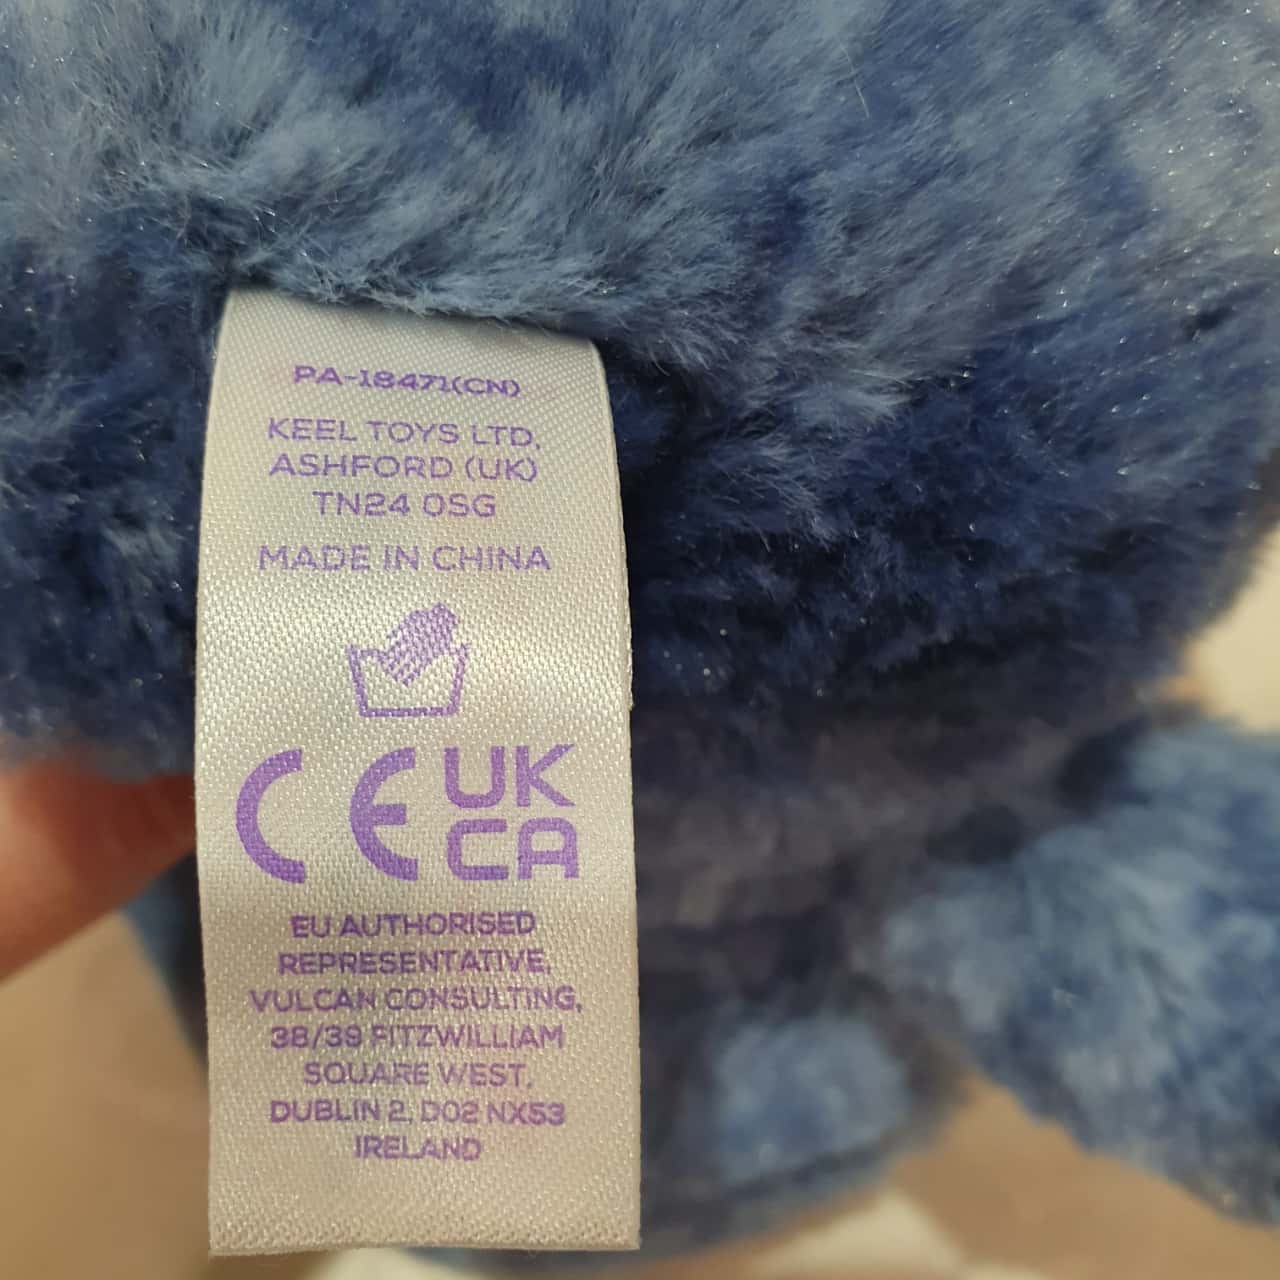 PA-18471(CN)
KEEL TOYS LTD,
ASHFORD (UK)
TN24 0SG
MADE IN CHINA
CE UK
CA
EU AUTHORISED
REPRESENTATIVE,
VULCAN CONSULTING,
38/39 FITZWILLIAM
SQUARE WEST,
DUBLIN 2, D02 NX53
IRELAND